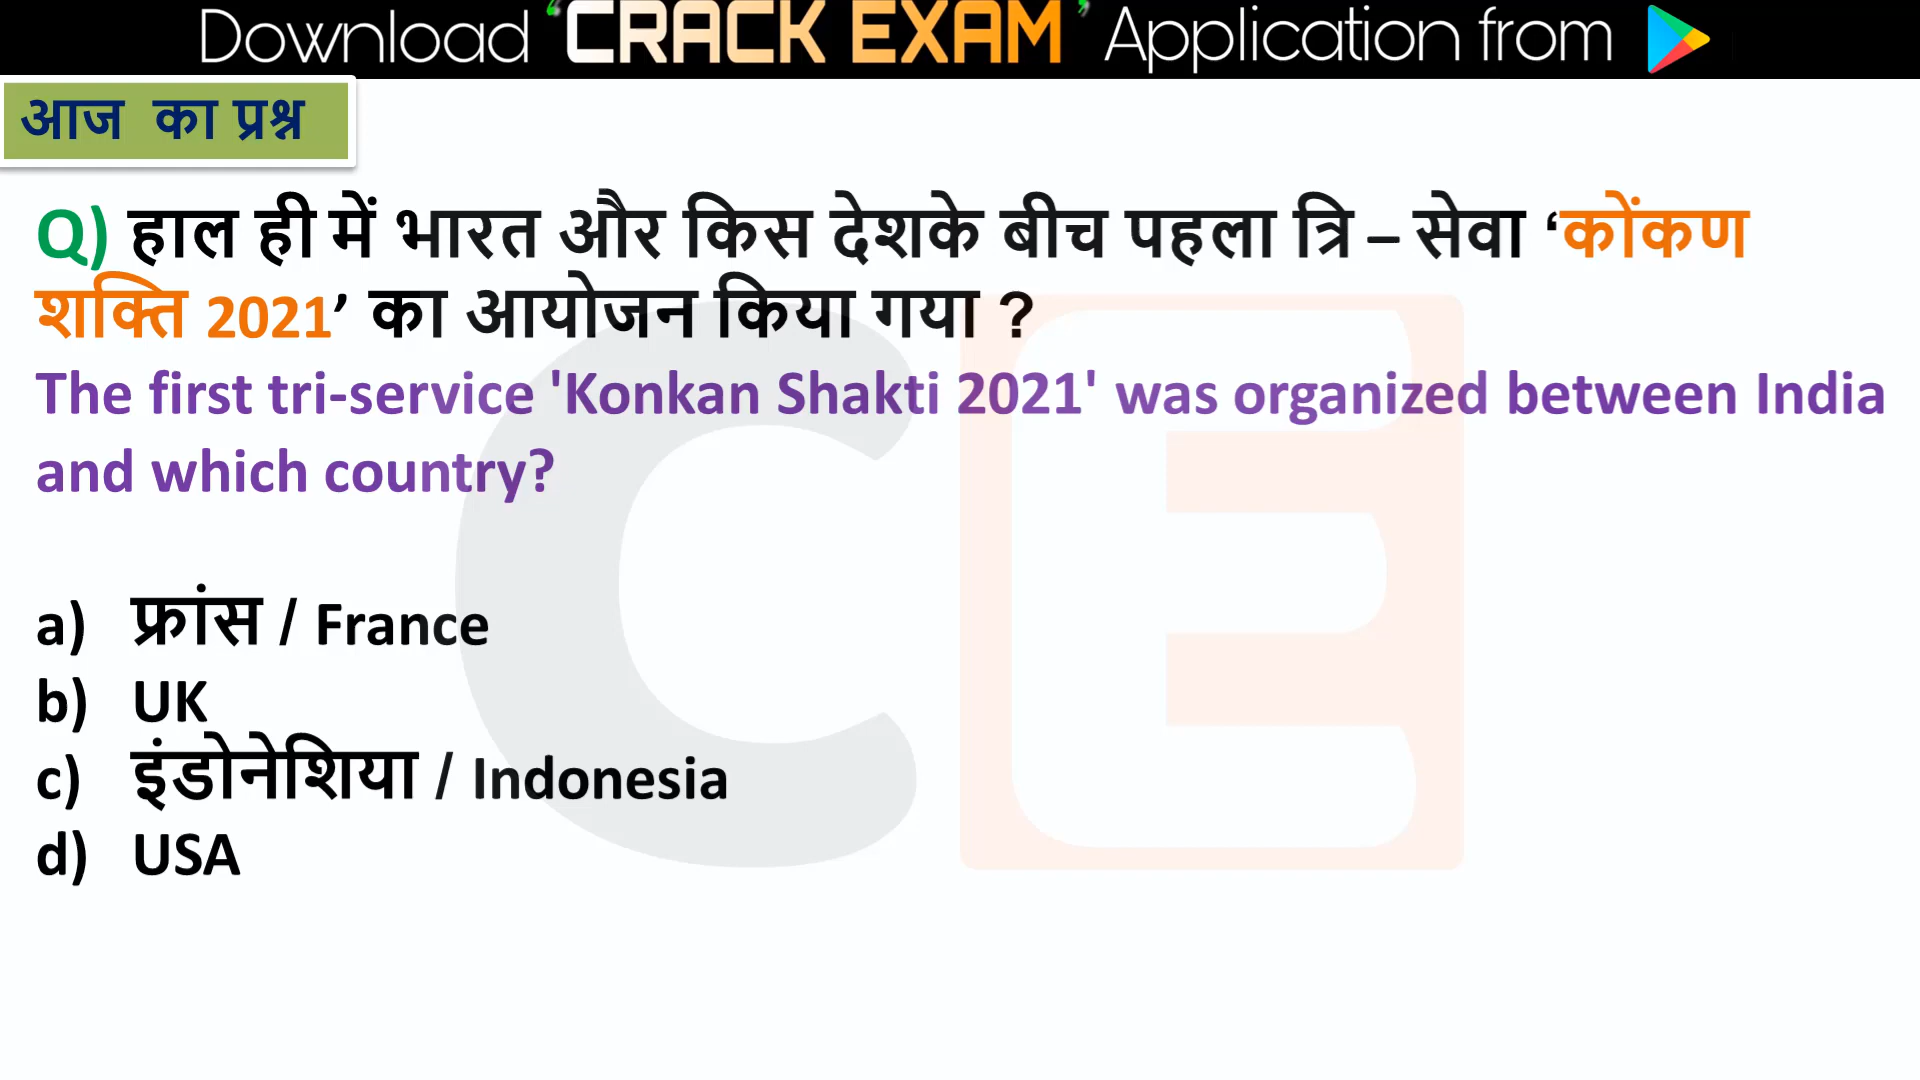 Download ‘CRACK EXAM’ Application from
आज का प्रश्न
Q) हाल ही में भारत और किस देशके बीच पहला त्रि – सेवा ‘कोंकण
शक्ति 2021’ का आयोजन किया गया ?
The first tri-service 'Konkan Shakti 2021' was organized between India
and which country?
a) फ्रांस / France
b) UK
c) इंडोनेशिया / Indonesia
d) USA
CE